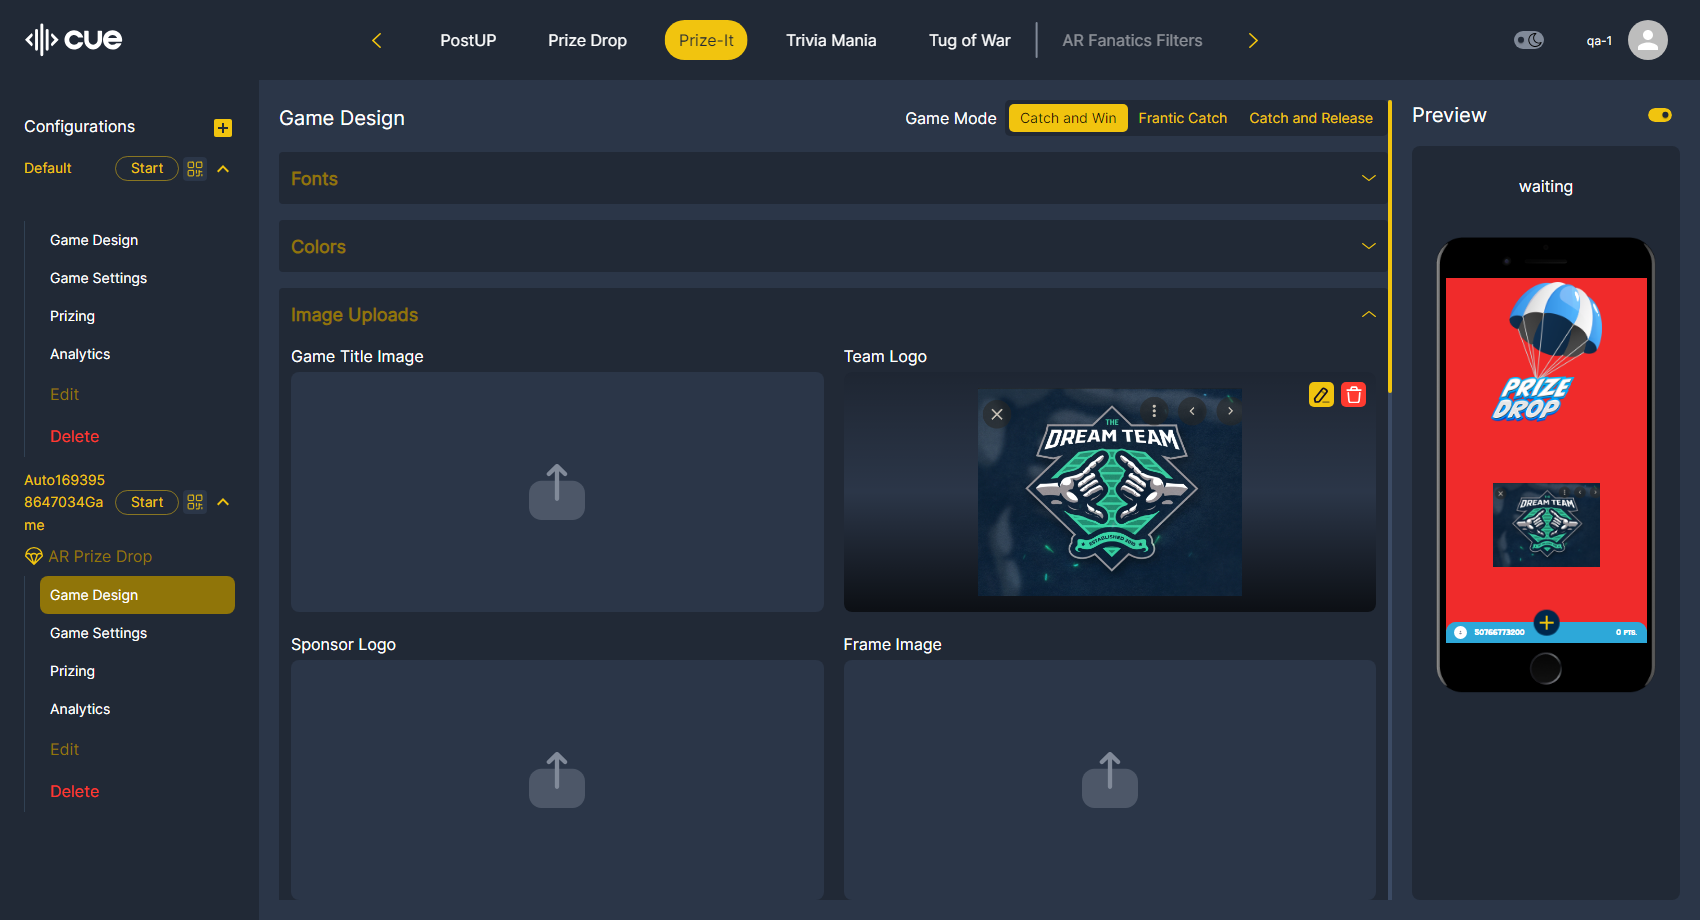 cue
PostUP
Prize Drop
Prize-It
Trivia Mania
Tug of War
AR Fanatics Filters
qa-1
Configurations
Default
Start
Game Design
Game Settings
Prizing
Analytics
Edit
Delete
Auto169395
8647034Ga
me
Start
AR Prize Drop
Game Design
Game Settings
Prizing
Analytics
Edit
Delete
Game Design
Game Mode
Catch and Win
Frantic Catch
Catch and Release
Fonts
Colors
Image Uploads
Game Title Image
Team Logo
THE
DREAM TEAM
ESTABLISHED 2019
Sponsor Logo
Frame Image
Preview
waiting
PRIZE
DROP
DREAM TEAM
50766773200
0 PTS.